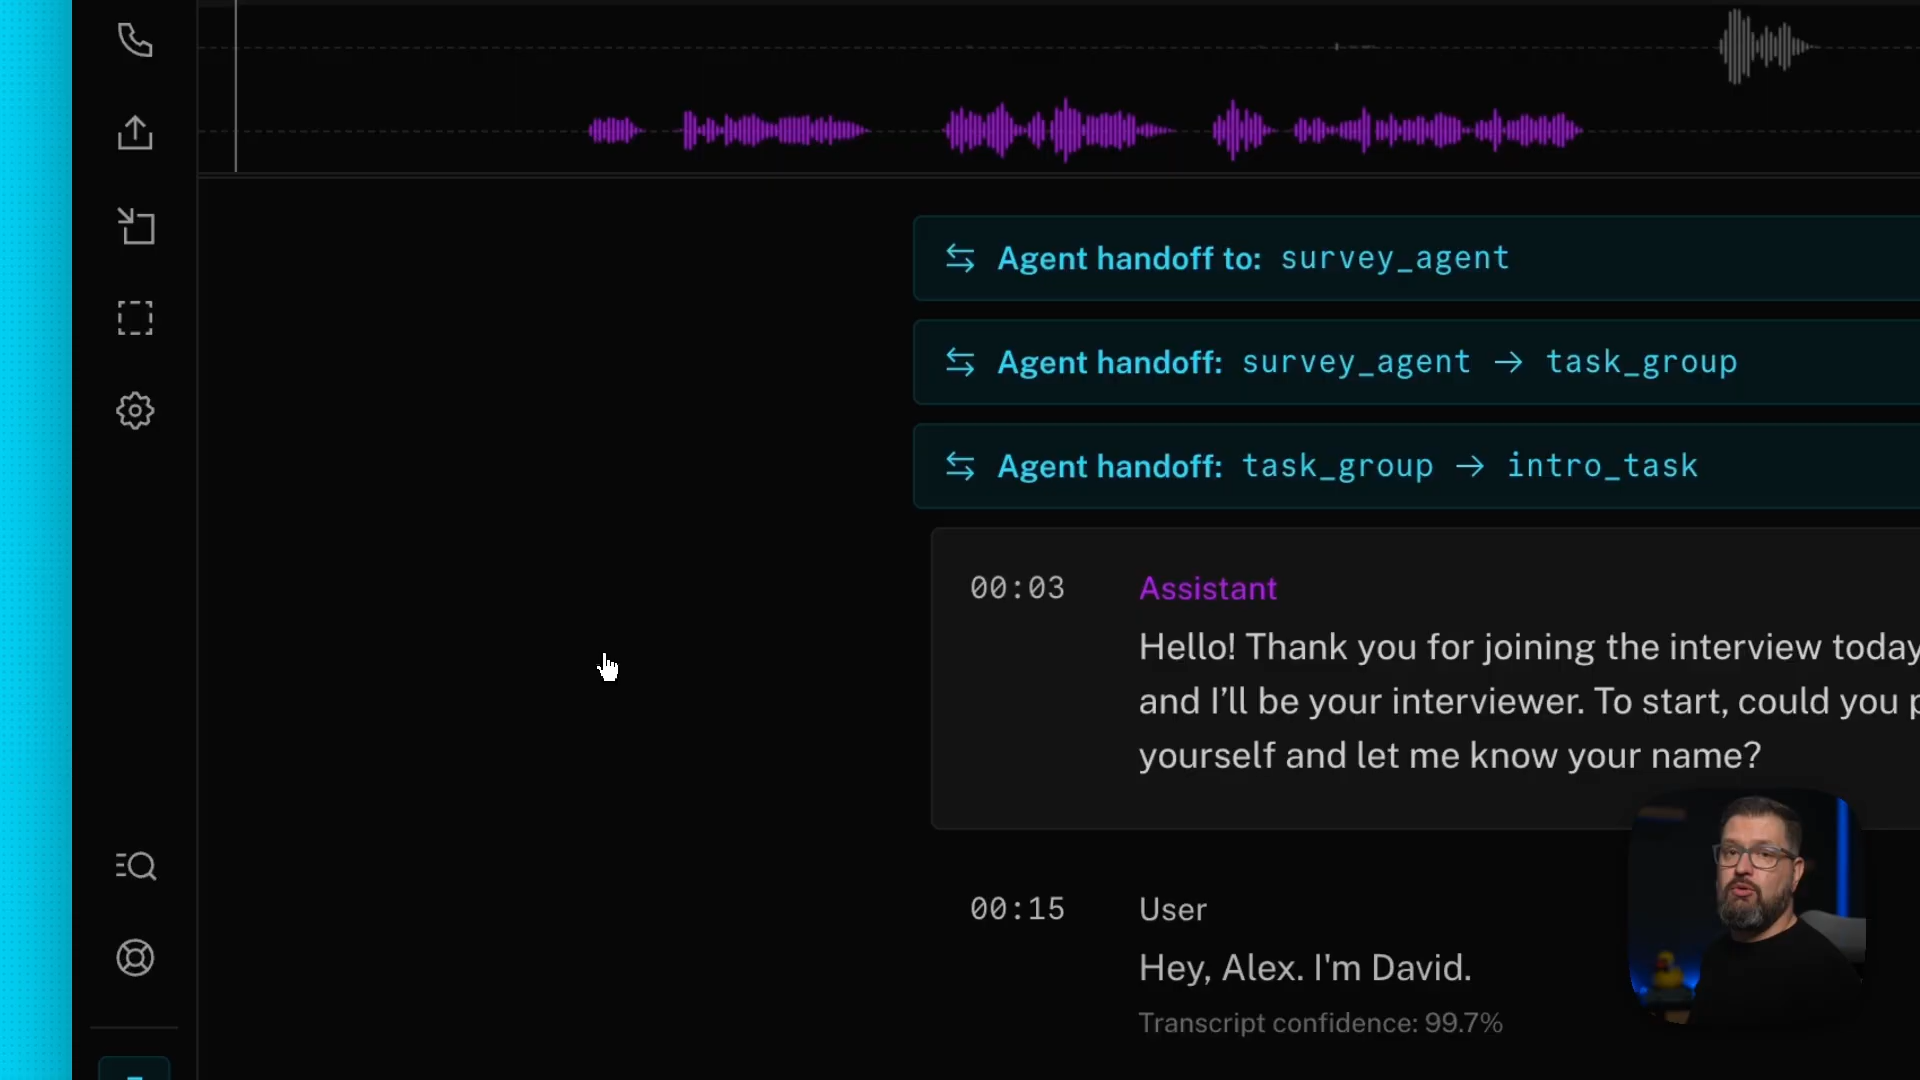 Agent handoff to: survey_agent
Agent handoff: survey_agent → task_group
Agent handoff: task_group → intro_task
00:03 Assistant
Hello! Thank you for joining the interview today
and I’ll be your interviewer. To start, could you
yourself and let me know your name?
00:15 User
Hey, Alex. I'm David.
Transcript confidence: 99.7%